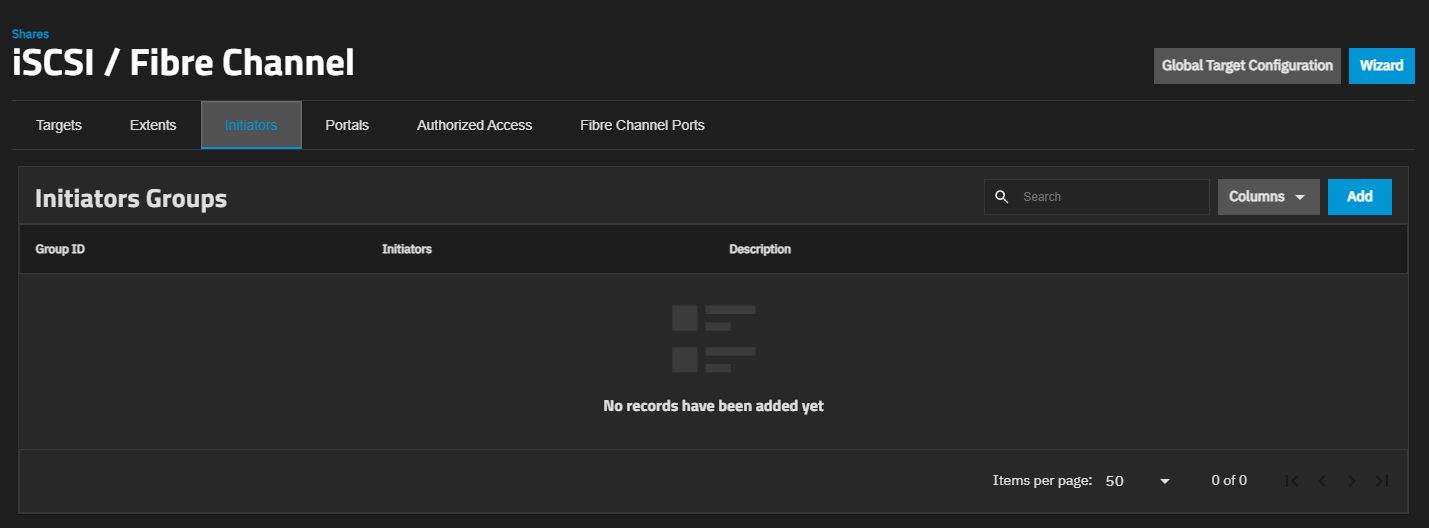 Shares
iSCSI / Fibre Channel
Global Target Configuration
Wizard
Targets
Extents
Initiators
Portals
Authorized Access
Fibre Channel Ports
Initiators Groups
Search
Columns
Add
Group ID
Initiators
Description
No records have been added yet
Items per page: 50
0 of 0